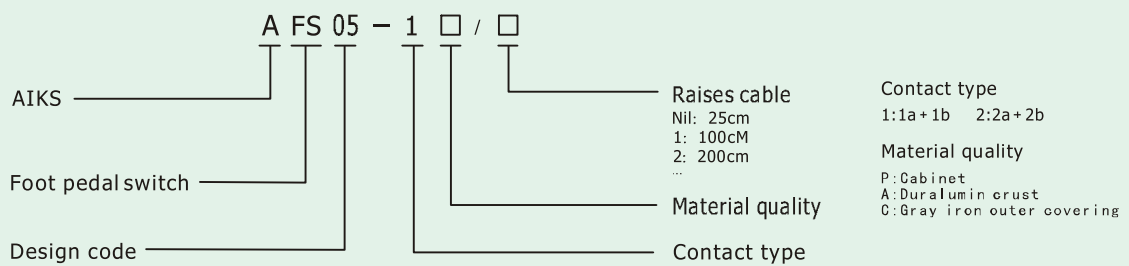 A FS 05 - 1 □ / □
AIKS
Foot pedal switch
Design code
Raises cable
Nil: 25cm
1: 100cM
2: 200cm
...
Material quality
Contact type
Contact type
1:1a+1b 2:2a+2b
Material quality
P:Cabinet
A:Duralumin crust
C:Gray iron outer covering